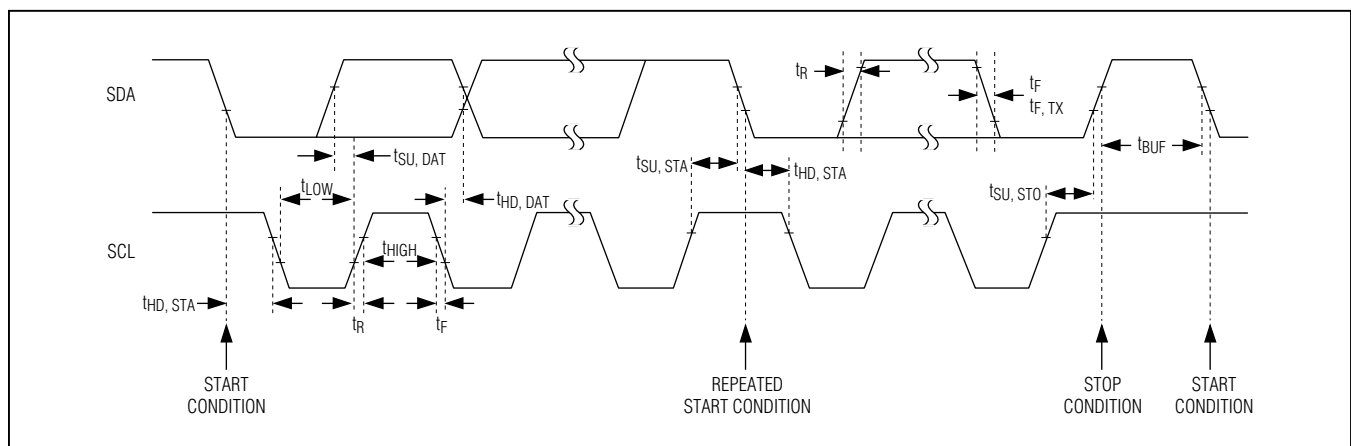 SDA
tR
tF
tF, TX
tSU, DAT
tSU, STA
tHD, STA
tBUF
tLOW
tHD, DAT
tSU, STO
SCL
tHIGH
tHD, STA
tR
tF
START
CONDITION
REPEATED
START CONDITION
STOP
CONDITION
START
CONDITION